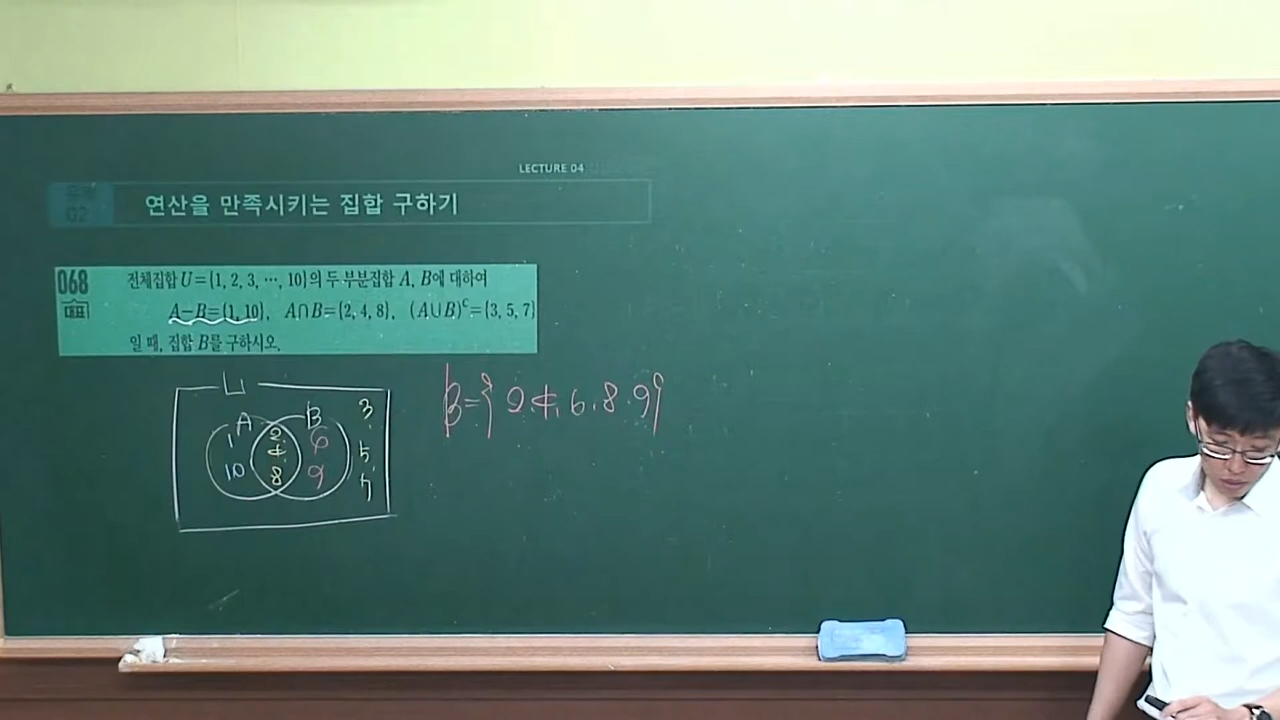 LECTURE 04
유제
02
연산을 만족시키는 집합 구하기
068
대표
전체집합 U={1, 2, 3, ⋯, 10}의 두 부분집합 A, B에 대하여
A−B={1, 10}, A∩B={2, 4, 8}, (A∪B)ᶜ={3, 5, 7}
일 때, 집합 B를 구하시오.
U
A B 3
1 2 6
4 5
10 8 9 7
B={2, 4, 6, 8, 9}